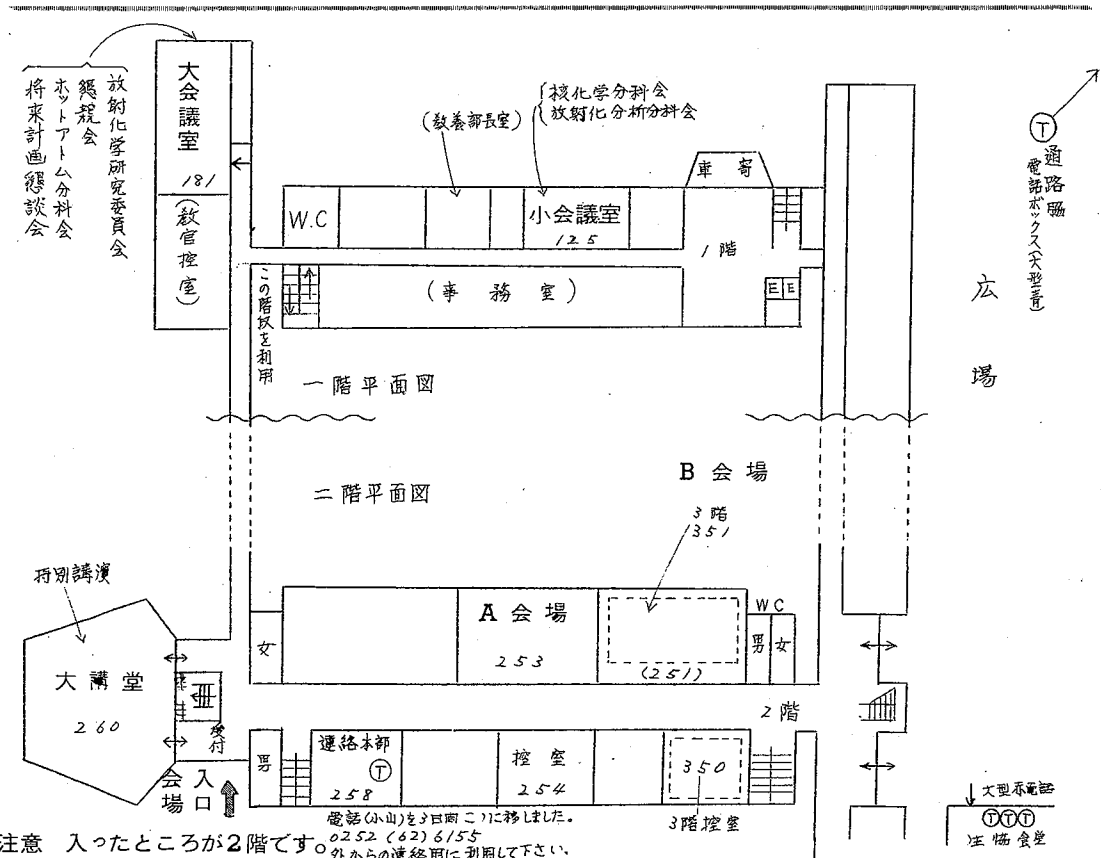 放射化学研究委員会
懇親会
ホットアトム分科会
将来計画懇談会
大会議室
181
(教官控室)
(教養部長室)
核化学分科会
放射化分析分科会
W.C
小会議室
125
車寄
1階
E E
(事務室)
この階段を利用
一階平面図
T 通路脇
電話ボックス(大型青)
広場
二階平面図
B会場
3階
351
特別講演
大講堂
260
受付
女
A会場
253
(251)
WC
男 女
2階
男
連絡本部
T
258
控室
254
350
3階控室
会場入口
大型赤電話
TTT
生協食堂
注意 入ったところが2階です。
電話(小山)を3日間こゝに移しました。
0252(62)6155
外からの連絡用に利用して下さい。